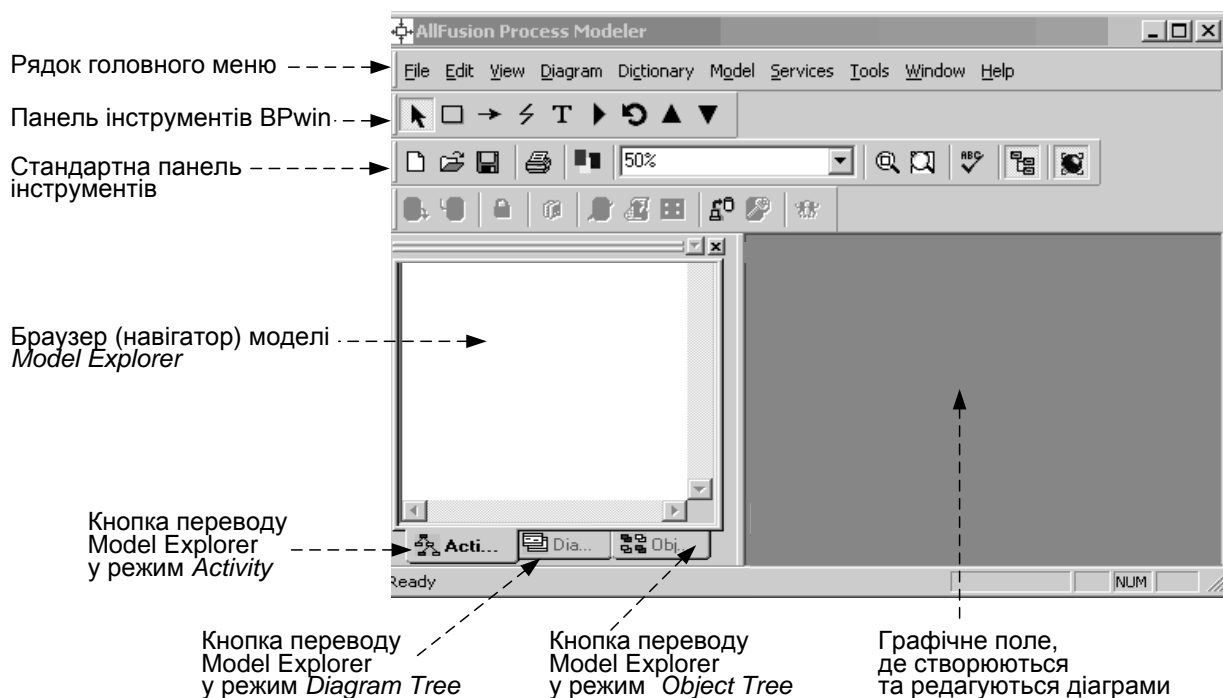 AllFusion Process Modeler
Рядок головного меню
File Edit View Diagram Dictionary Model Services Tools Window Help
Панель інструментів BPwin
T
Стандартна панель
інструментів
50%
ABC
Браузер (навігатор) моделі
Model Explorer
Кнопка переводу
Model Explorer
у режим Activity
Acti... Dia... Obj...
Ready
NUM
Кнопка переводу
Model Explorer
у режим Diagram Tree
Кнопка переводу
Model Explorer
у режим Object Tree
Графічне поле,
де створюються
та редагуються діаграми